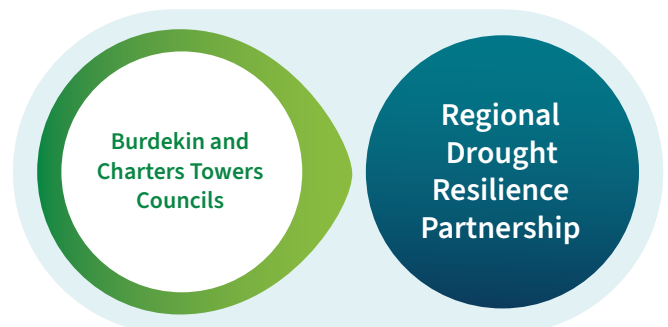 Burdekin and
Charters Towers
Councils
Regional
Drought
Resilience
Partnership